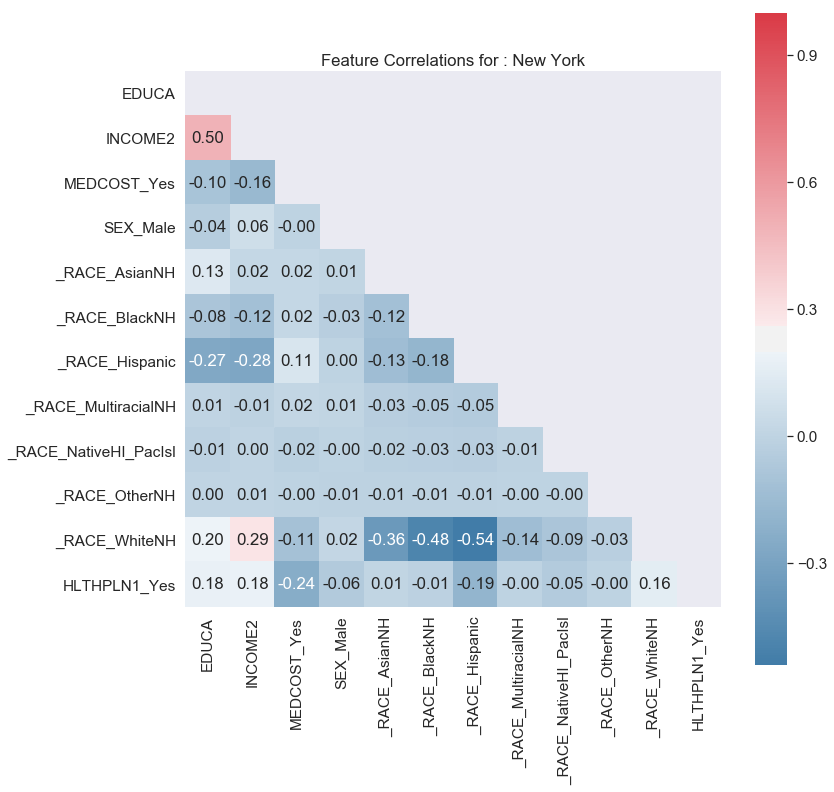 Feature Correlations for : New York
EDUCA
INCOME2 0.50
MEDCOST_Yes -0.10 -0.16
SEX_Male -0.04 0.06 -0.00
_RACE_AsianNH 0.13 0.02 0.02 0.01
_RACE_BlackNH -0.08 -0.12 0.02 -0.03 -0.12
_RACE_Hispanic -0.27 -0.28 0.11 0.00 -0.13 -0.18
_RACE_MultiracialNH 0.01 -0.01 0.02 0.01 -0.03 -0.05 -0.05
_RACE_NativeHI_PacIsl -0.01 0.00 -0.02 -0.00 -0.02 -0.03 -0.03 -0.01
_RACE_OtherNH 0.00 0.01 -0.00 -0.01 -0.01 -0.01 -0.01 -0.00 -0.00
_RACE_WhiteNH 0.20 0.29 -0.11 0.02 -0.36 -0.48 -0.54 -0.14 -0.09 -0.03
HLTHPLN1_Yes 0.18 0.18 -0.24 -0.06 0.01 -0.01 -0.19 -0.00 -0.05 -0.00 0.16
EDUCA
INCOME2
MEDCOST_Yes
SEX_Male
_RACE_AsianNH
_RACE_BlackNH
_RACE_Hispanic
_RACE_MultiracialNH
_RACE_NativeHI_PacIsl
_RACE_OtherNH
_RACE_WhiteNH
HLTHPLN1_Yes
0.9
0.6
0.3
0.0
−0.3